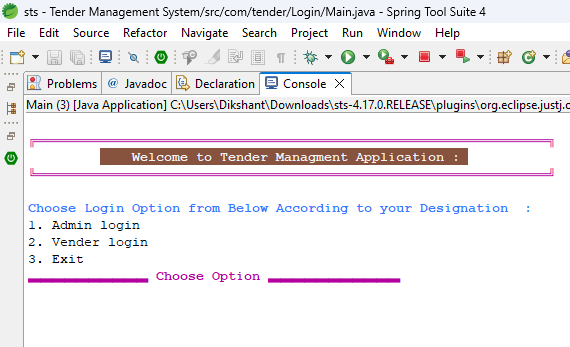 sts - Tender Management System/src/com/tender/Login/Main.java - Spring Tool Suite 4
File Edit Source Refactor Navigate Search Project Run Window Help
Problems @ Javadoc Declaration Console
Main (3) [Java Application] C:\Users\Dikshant\Downloads\sts-4.17.0.RELEASE\plugins\org.eclipse.justj.o
Welcome to Tender Managment Application :
Choose Login Option from Below According to your Designation :
1. Admin login
2. Vender login
3. Exit
Choose Option